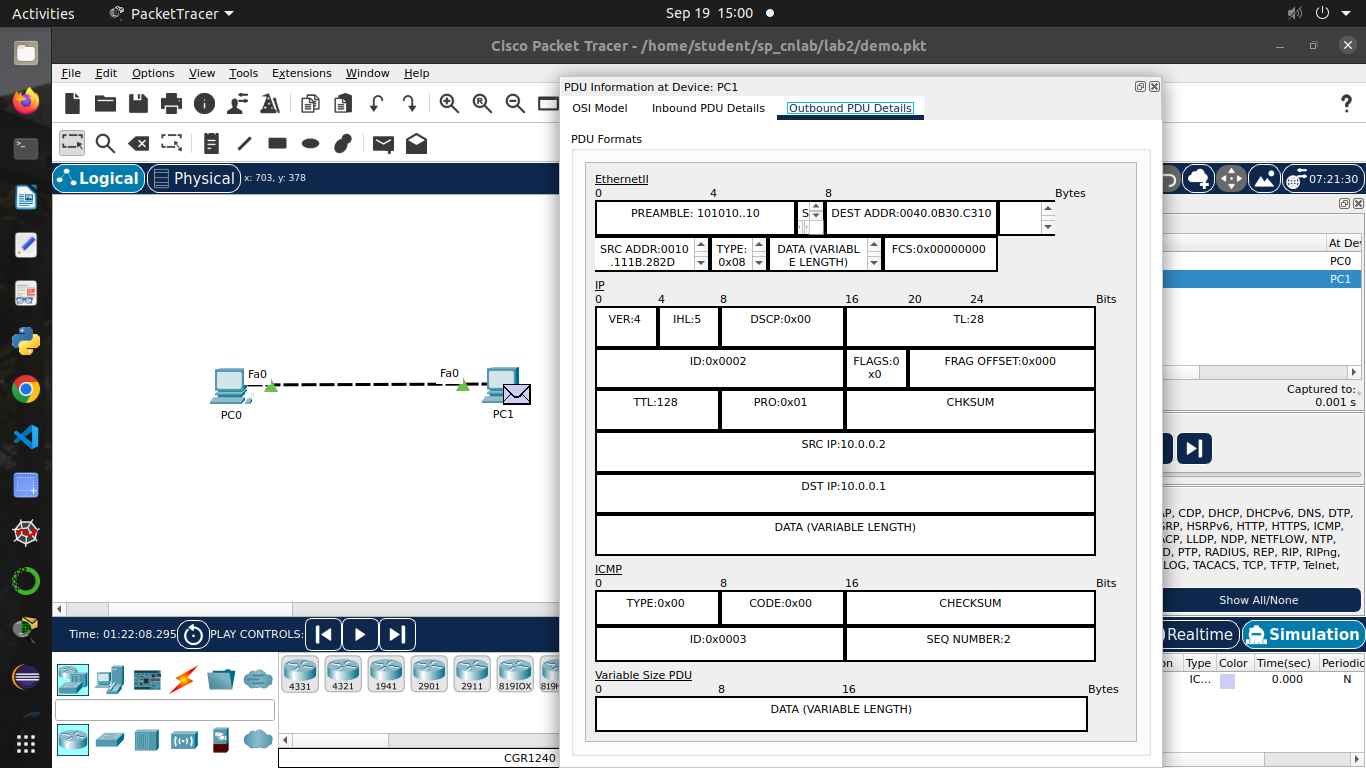 Activities
PacketTracer
Sep 19 15:00
Cisco Packet Tracer - /home/student/sp_cnlab/lab2/demo.pkt
File Edit Options View Tools Extensions Window Help
PDU Information at Device: PC1
OSI Model Inbound PDU Details Outbound PDU Details
PDU Formats
Logical Physical x: 703, y: 378
07:21:30
EthernetII
0 4 8 Bytes
PREAMBLE: 101010..10 S DEST ADDR:0040.0B30.C310
SRC ADDR:0010
.111B.282D
TYPE:
0x08
DATA (VARIABL
E LENGTH)
FCS:0x00000000
IP
0 4 8 16 20 24 Bits
VER:4 IHL:5 DSCP:0x00 TL:28
ID:0x0002 FLAGS:0
x0
FRAG OFFSET:0x000
TTL:128 PRO:0x01 CHKSUM
SRC IP:10.0.0.2
DST IP:10.0.0.1
DATA (VARIABLE LENGTH)
ICMP
0 8 16 Bits
TYPE:0x00 CODE:0x00 CHECKSUM
ID:0x0003 SEQ NUMBER:2
Variable Size PDU
0 8 16 Bytes
DATA (VARIABLE LENGTH)
Fa0 Fa0
PC0 PC1
At De
PC0
PC1
Captured to:
0.001 s
P, CDP, DHCP, DHCPv6, DNS, DTP,
RP, HSRPv6, HTTP, HTTPS, ICMP,
ACP, LLDP, NDP, NETFLOW, NTP,
D, PTP, RADIUS, REP, RIP, RIPng,
LOG, TACACS, TCP, TFTP, Telnet,
Show All/None
Time: 01:22:08.295 PLAY CONTROLS:
Realtime Simulation
on Type Color Time(sec) Periodic
IC... 0.000 N
4331 4321 1941 2901 2911 819IOX
CGR1240